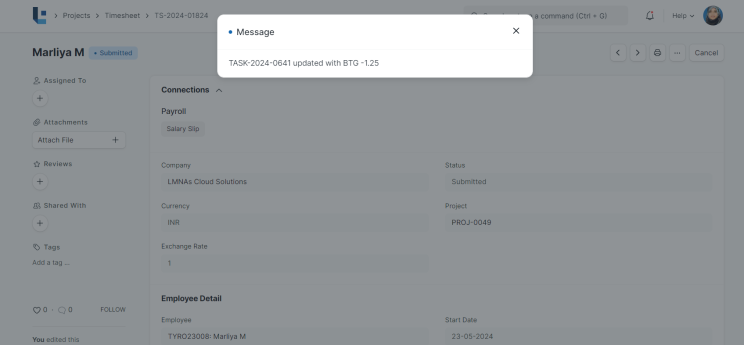 Projects > Timesheet > TS-2024-01824
a command (Ctrl + G)
Help
Message
TASK-2024-0641 updated with BTG -1.25
Marliya M
Submitted
Cancel
Assigned To
Attachments
Attach File
Reviews
Shared With
Tags
Add a tag ...
0 · 0 FOLLOW
You edited this
Connections
Payroll
Salary Slip
Company
LMNAs Cloud Solutions
Status
Submitted
Currency
INR
Project
PROJ-0049
Exchange Rate
1
Employee Detail
Employee
TYRO23008: Marliya M
Start Date
23-05-2024